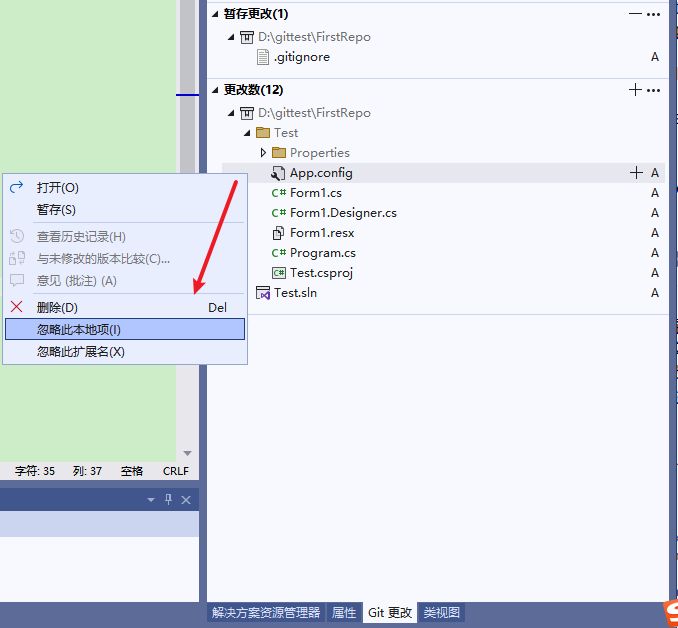 暂存更改(1)
D:\gittest\FirstRepo
.gitignore A
更改数(12)
D:\gittest\FirstRepo
Test
Properties
App.config A
Form1.cs A
Form1.Designer.cs A
Form1.resx A
Program.cs A
Test.csproj A
Test.sln A
打开(O)
暂存(S)
查看历史记录(H)
与未修改的版本比较(C)...
意见 (批注) (A)
删除(D) Del
忽略此本地项(I)
忽略此扩展名(X)
字符: 35 列: 37 空格 CRLF
解决方案资源管理器 属性 Git 更改 类视图